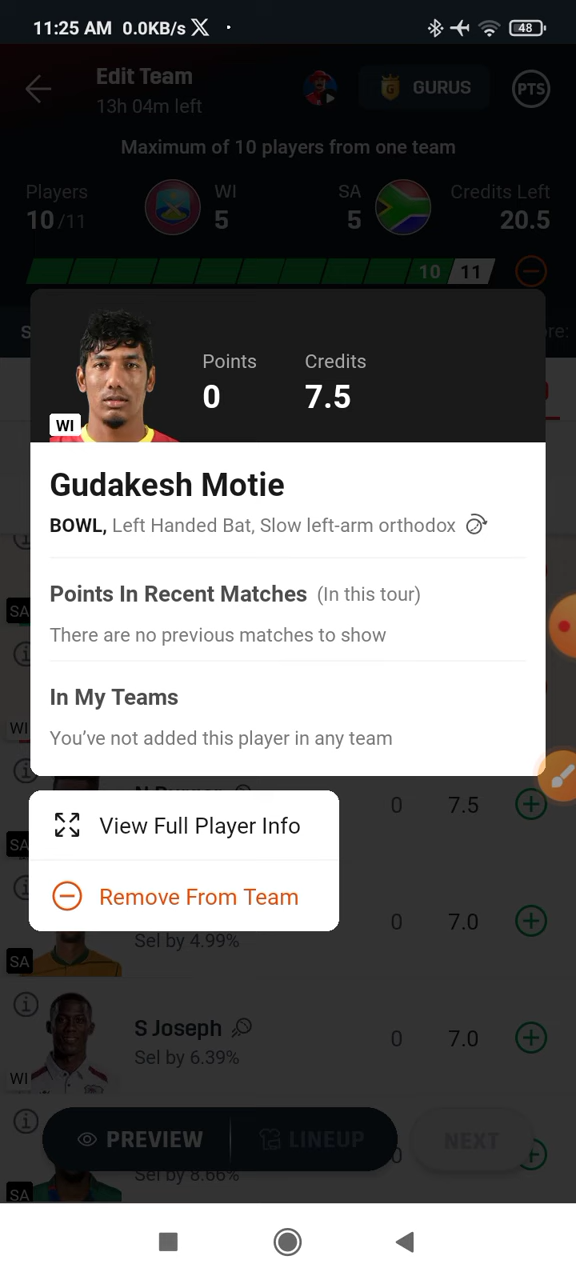 11:25 AM 0.0KB/s X 48
Edit Team
13h 04m left
GURUS
PTS
Maximum of 10 players from one team
Players WI SA Credits Left
10/11 5 5 20.5
10 11
S re:
Points Credits
0 7.5
WI
Gudakesh Motie
BOWL, Left Handed Bat, Slow left-arm orthodox
Points In Recent Matches (In this tour)
There are no previous matches to show
In My Teams
You've not added this player in any team
SA
WI
0 7.5
SA
View Full Player Info
Remove From Team
0 7.0
Sel by 4.99%
SA
S Joseph
0 7.0
Sel by 6.39%
WI
PREVIEW LINEUP NEXT
Sel by 8.66%
SA